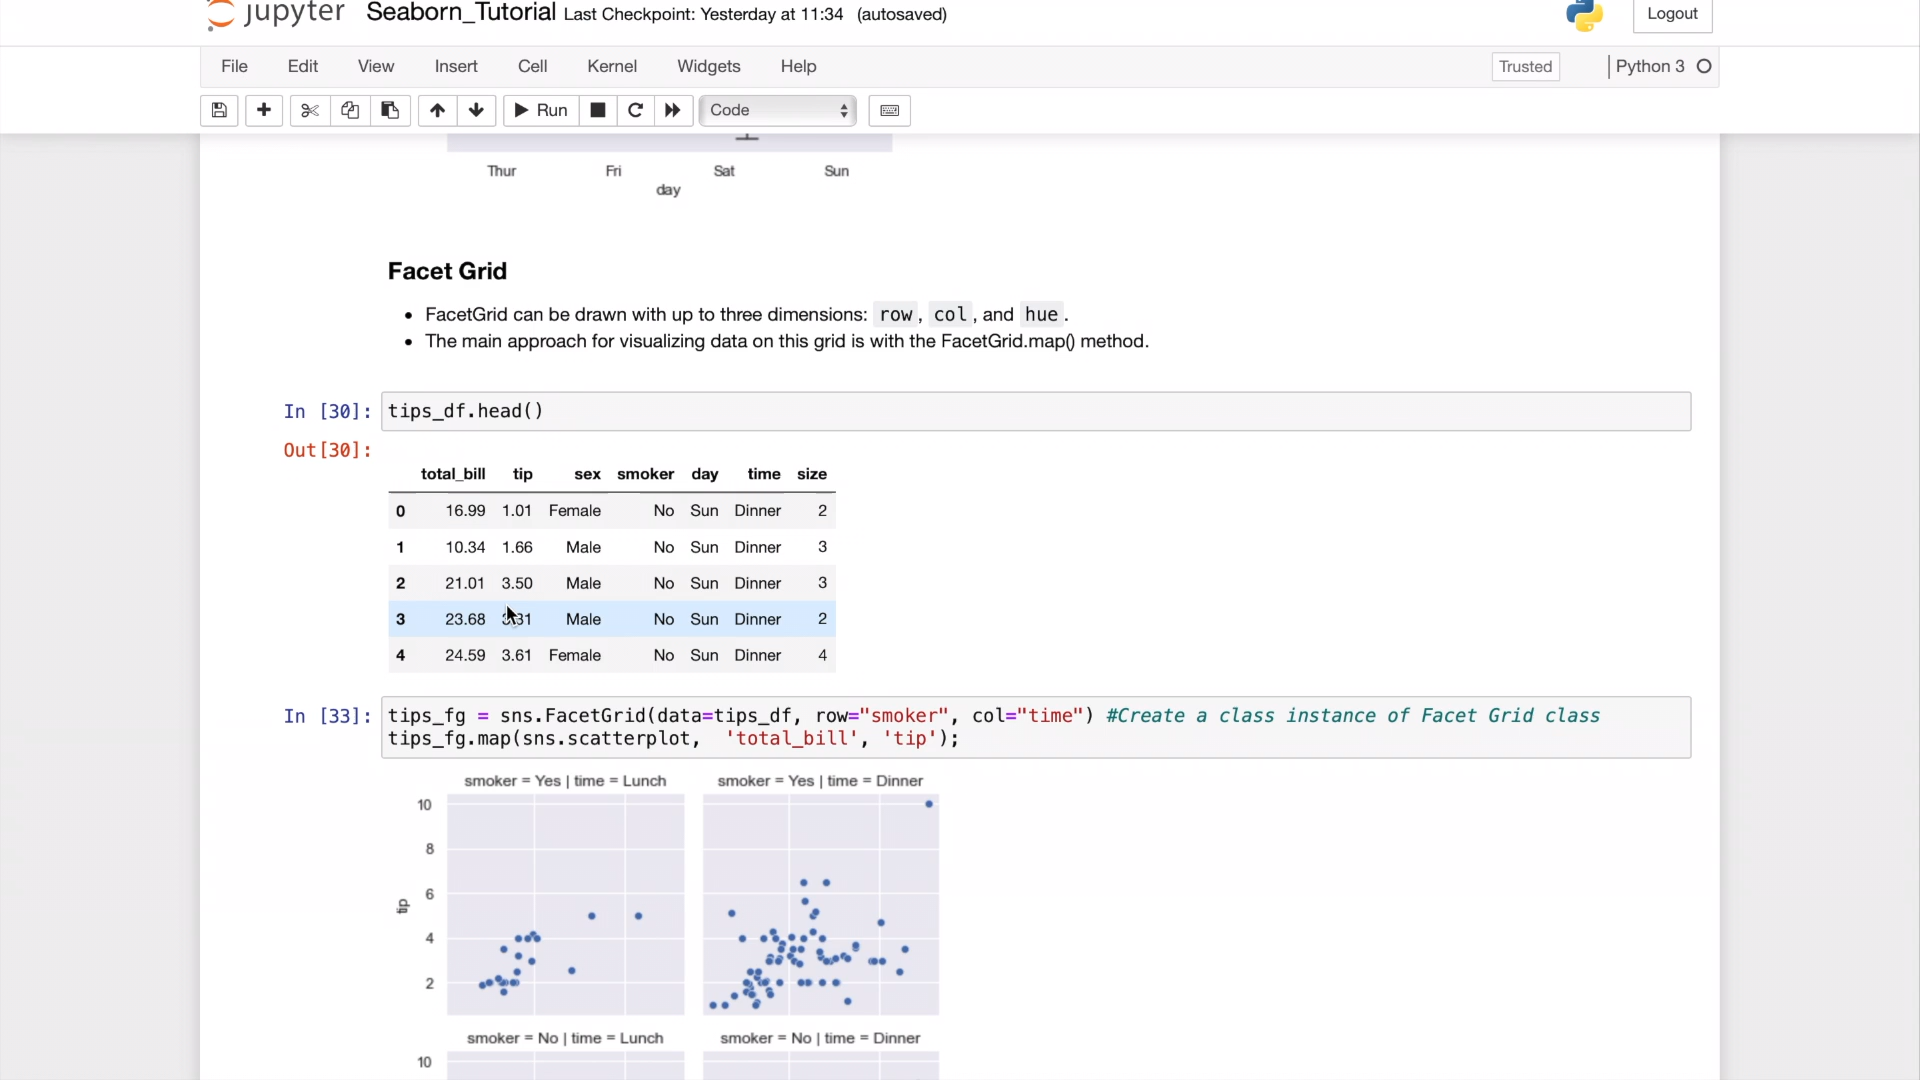 jupyter Seaborn_Tutorial Last Checkpoint: Yesterday at 11:34 (autosaved) Logout
File Edit View Insert Cell Kernel Widgets Help Trusted Python 3
Run Code
Thur Fri Sat Sun
day
Facet Grid
• FacetGrid can be drawn with up to three dimensions: row, col, and hue.
• The main approach for visualizing data on this grid is with the FacetGrid.map() method.
In [30]: tips_df.head()
Out[30]:
total_bill tip sex smoker day time size
0 16.99 1.01 Female No Sun Dinner 2
1 10.34 1.66 Male No Sun Dinner 3
2 21.01 3.50 Male No Sun Dinner 3
3 23.68 Male No Sun Dinner 2
4 24.59 3.61 Female No Sun Dinner 4
In [33]: tips_fg = sns.FacetGrid(data=tips_df, row="smoker", col="time") #Create a class instance of Facet Grid class
tips_fg.map(sns.scatterplot,  'total_bill', 'tip');
smoker = Yes | time = Lunch smoker = Yes | time = Dinner
10
8
6
tip
4
2
smoker = No | time = Lunch smoker = No | time = Dinner
10